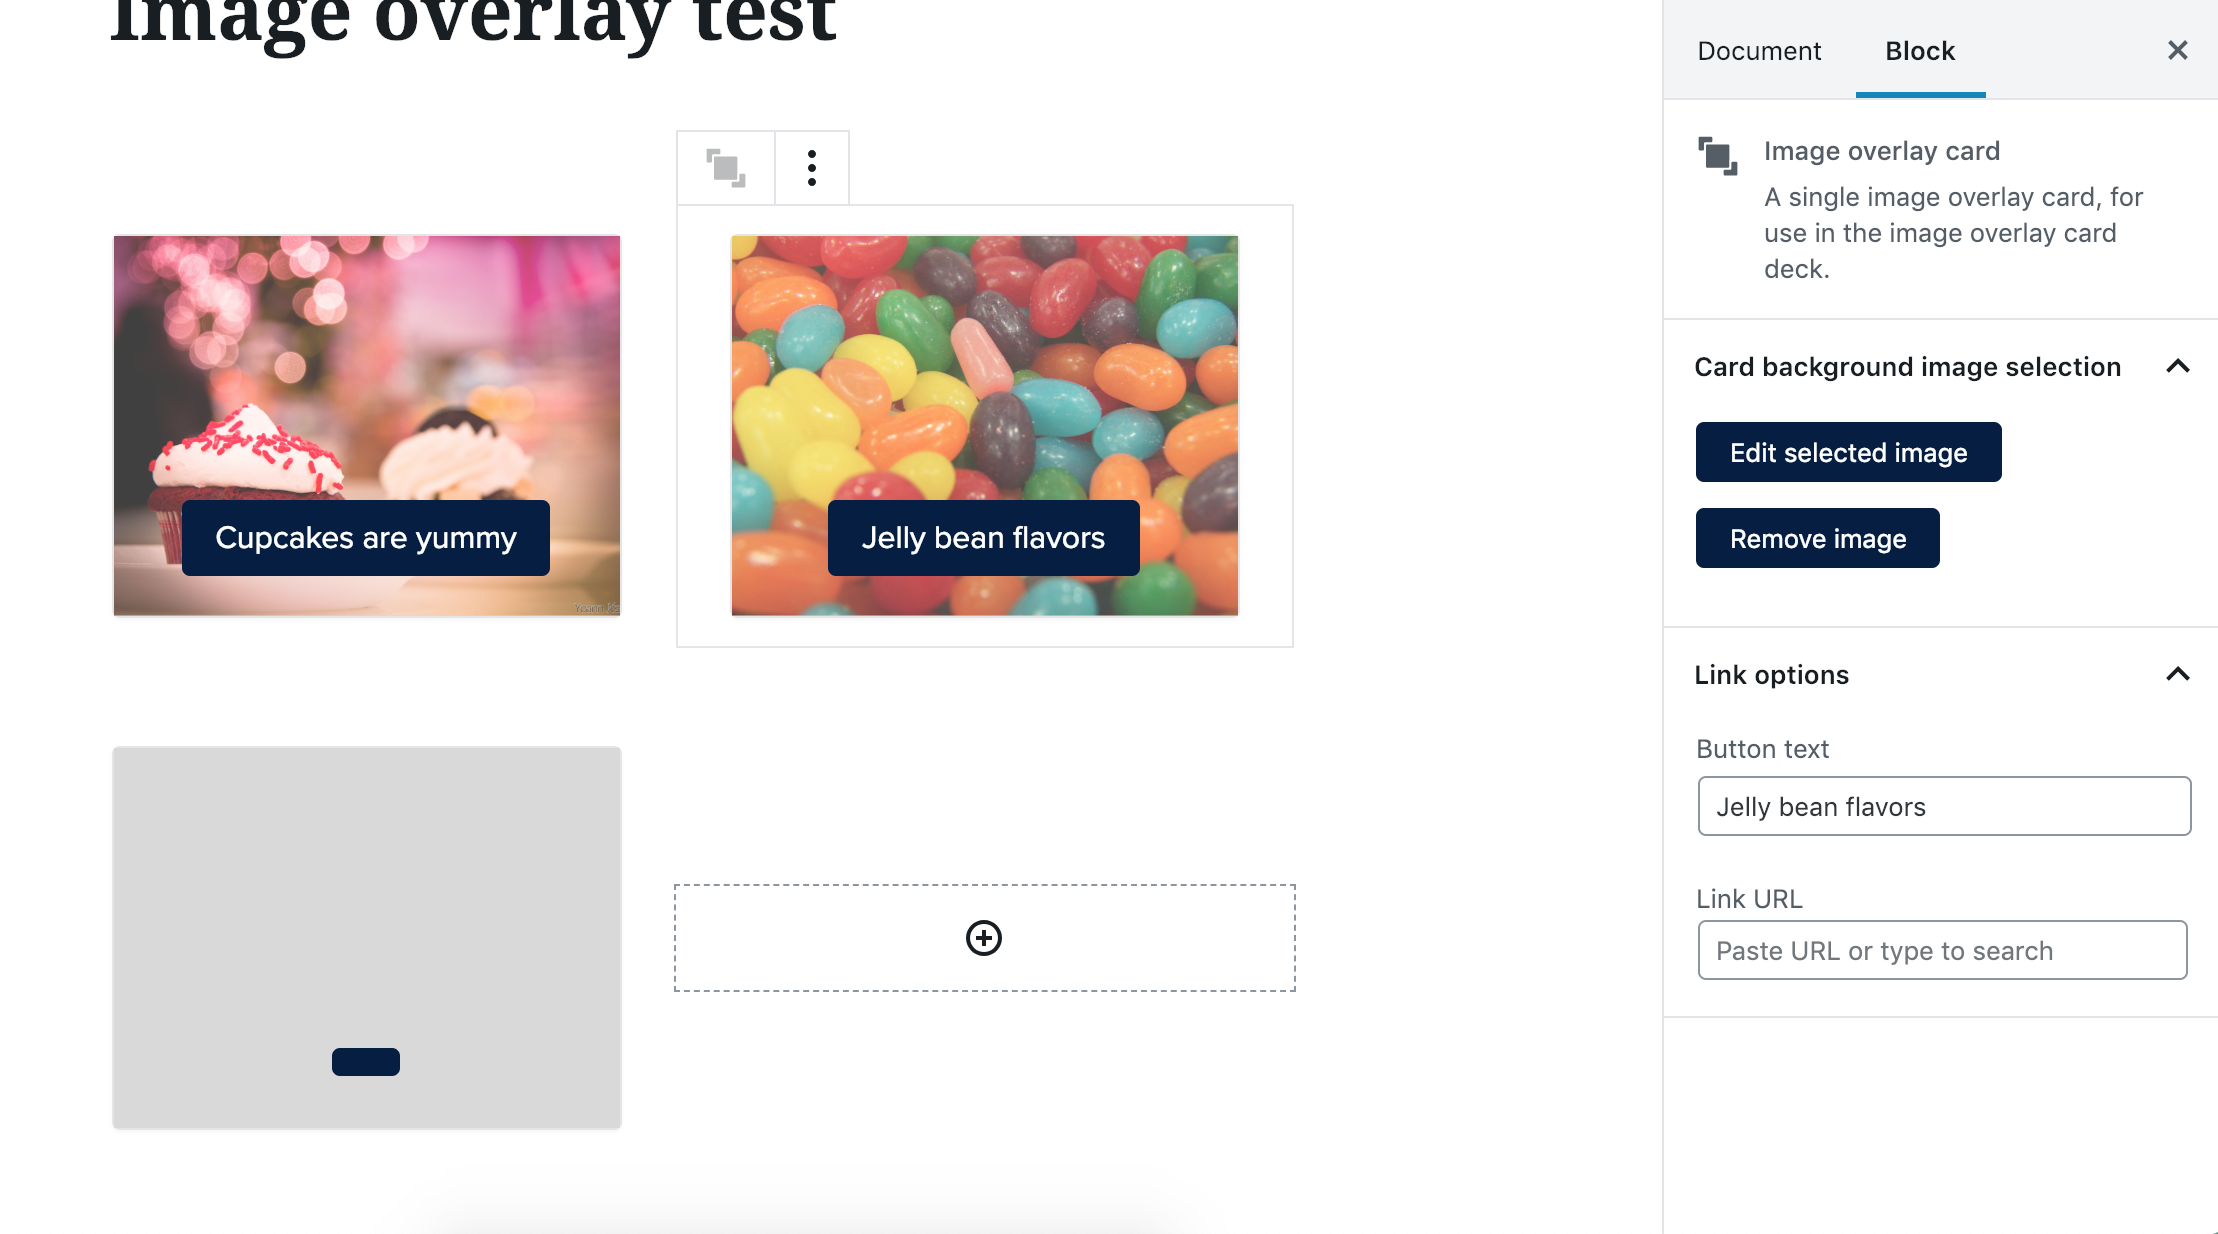 Image overlay test
Cupcakes are yummy
Jelly bean flavors
Document
Block
Image overlay card
A single image overlay card, for
use in the image overlay card
deck.
Card background image selection
Edit selected image
Remove image
Link options
Button text
Jelly bean flavors
Link URL
Paste URL or type to search